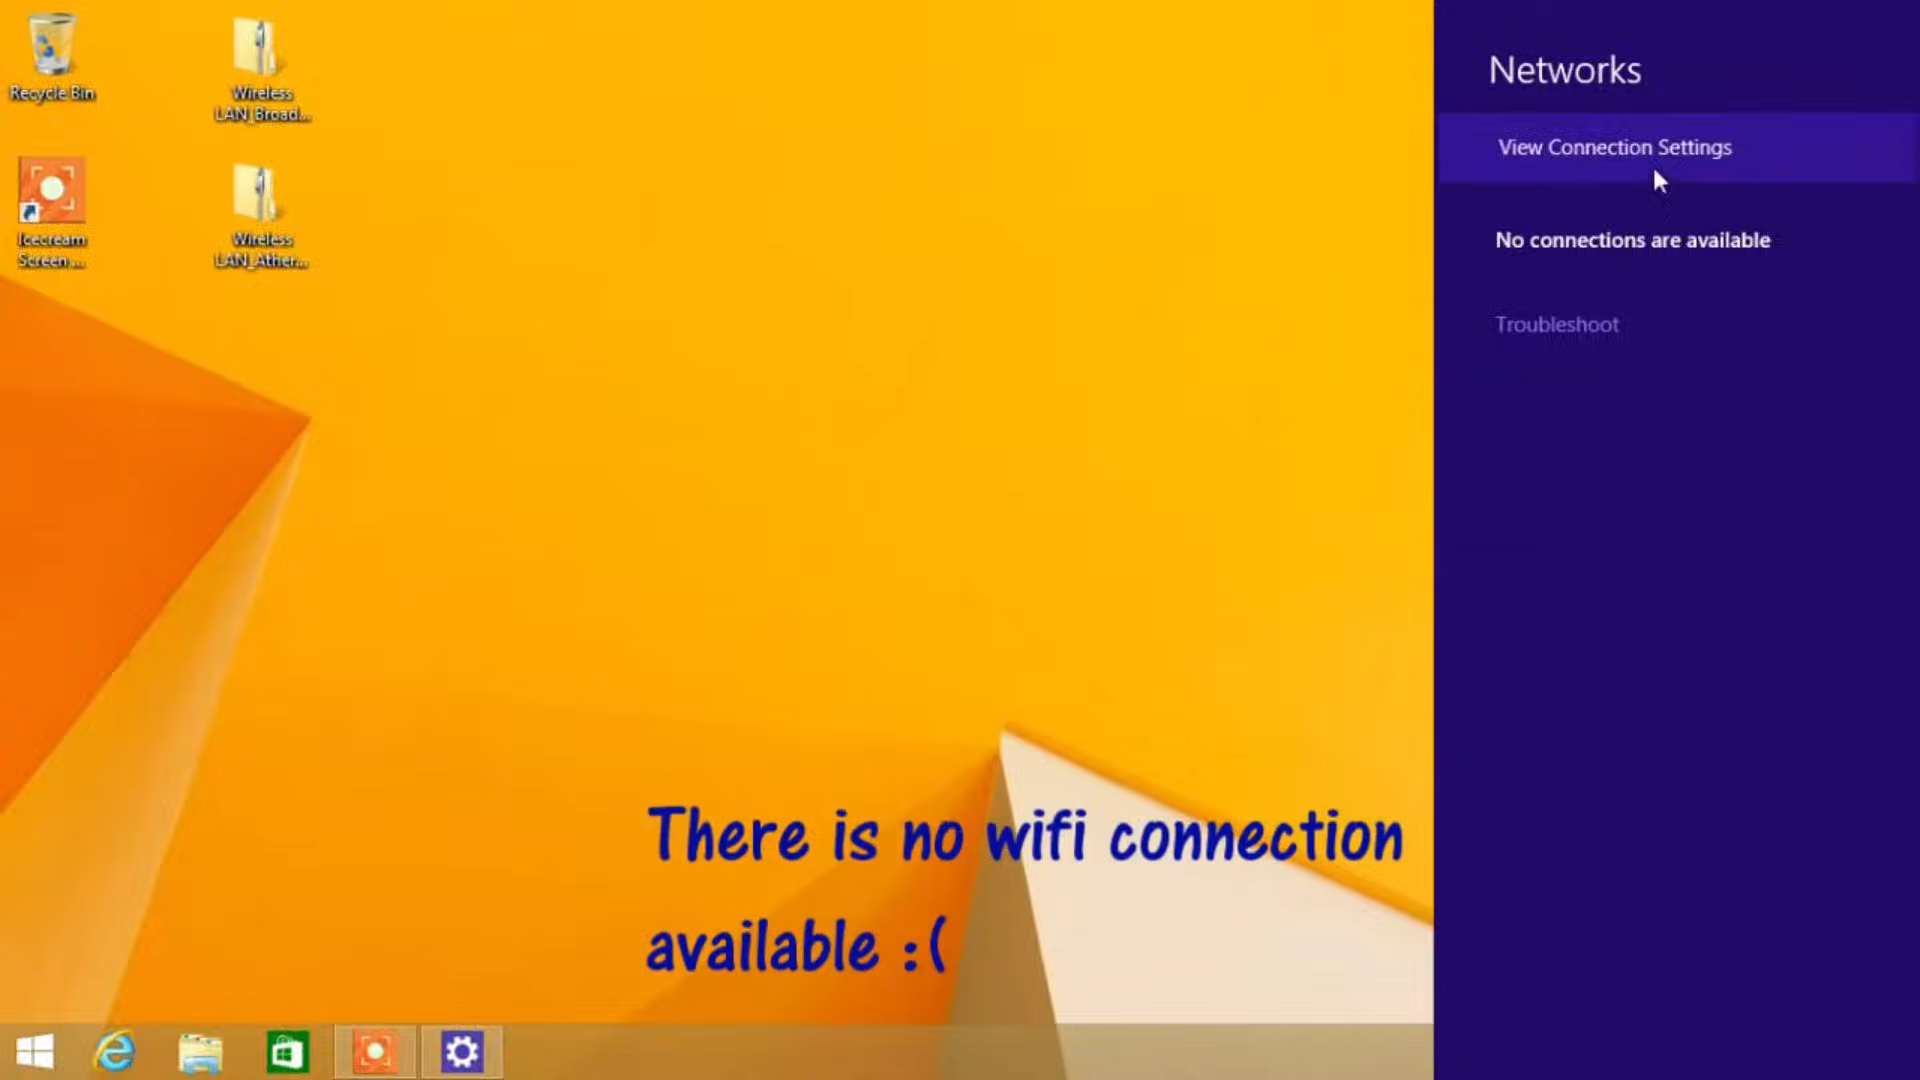 Recycle Bin
Wireless
LAN_Broad...
Icecream
Screen ...
Wireless
LAN_Ather...
Networks
View Connection Settings
No connections are available
Troubleshoot
There is no wifi connection
available :(